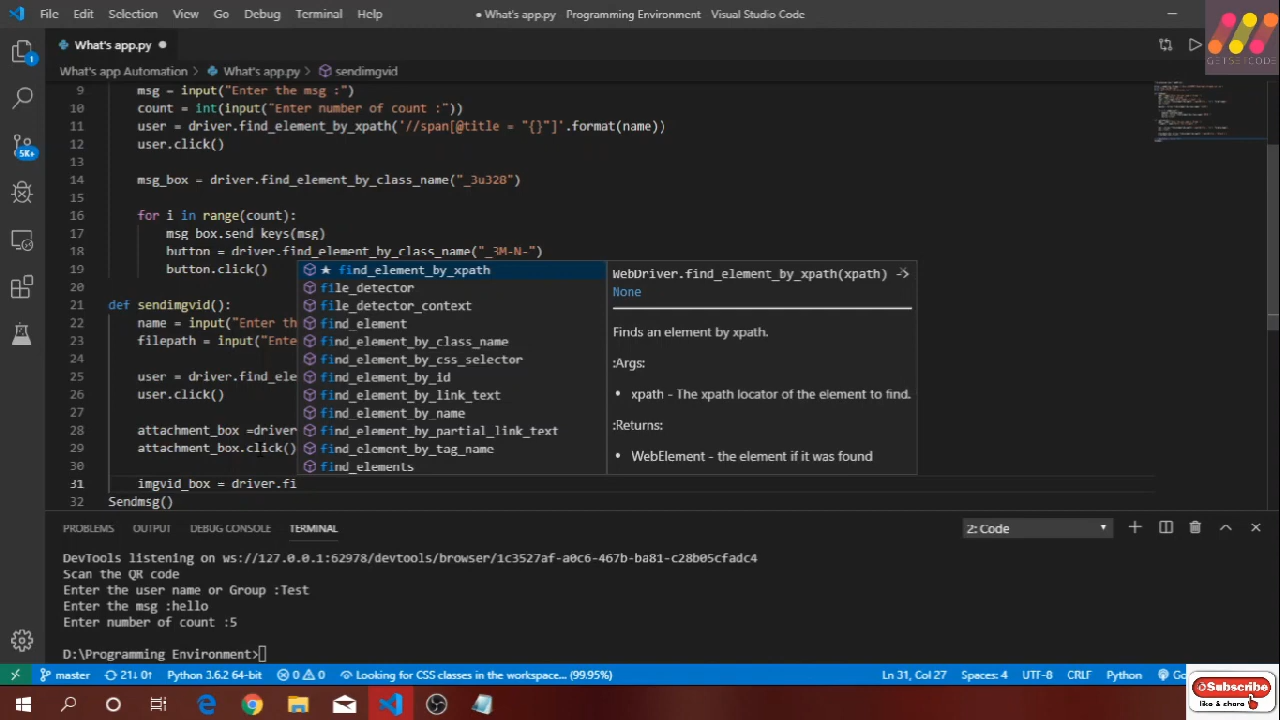 File Edit Selection View Go Debug Terminal Help
● What's app.py - Programming Environment - Visual Studio Code
What's app.py ●
GETSETCODE
What's app Automation > What's app.py > sendimgvid
9 msg = input("Enter the msg :")
10 count = int(input("Enter number of count :"))
11 user = driver.find_element_by_xpath('//span[@title = "{}"]'.format(name))
12 user.click()
13
14 msg_box = driver.find_element_by_class_name("_3u328")
15
16 for i in range(count):
17 msg_box.send_keys(msg)
18 button = driver.find_element_by_class_name("_3M-N-")
19 button.click()
20
21 def sendimgvid():
22 name = input("Enter th
23 filepath = input("Ente
24
25 user = driver.find_ele
26 user.click()
27
28 attachment_box =driver
29 attachment_box.click()
30
31 imgvid_box = driver.fi
32 Sendmsg()
★ find_element_by_xpath
file_detector
file_detector_context
find_element
find_element_by_class_name
find_element_by_css_selector
find_element_by_id
find_element_by_link_text
find_element_by_name
find_element_by_partial_link_text
find_element_by_tag_name
find_elements
WebDriver.find_element_by_xpath(xpath) ->
None
Finds an element by xpath.
:Args:
• xpath - The xpath locator of the element to find.
:Returns:
• WebElement - the element if it was found
PROBLEMS OUTPUT DEBUG CONSOLE TERMINAL 2: Code
DevTools listening on ws://127.0.0.1:62978/devtools/browser/1c3527af-a0c6-467b-ba81-c28b05cfadc4
Scan the QR code
Enter the user name or Group :Test
Enter the msg :hello
Enter number of count :5
D:\Programming Environment>
master 21↓ 0↑ Python 3.6.2 64-bit 0 0 Looking for CSS classes in the workspace... (99.95%) Ln 31, Col 27 Spaces: 4 UTF-8 CRLF Python Go
1
5K+
Subscribe
like & share